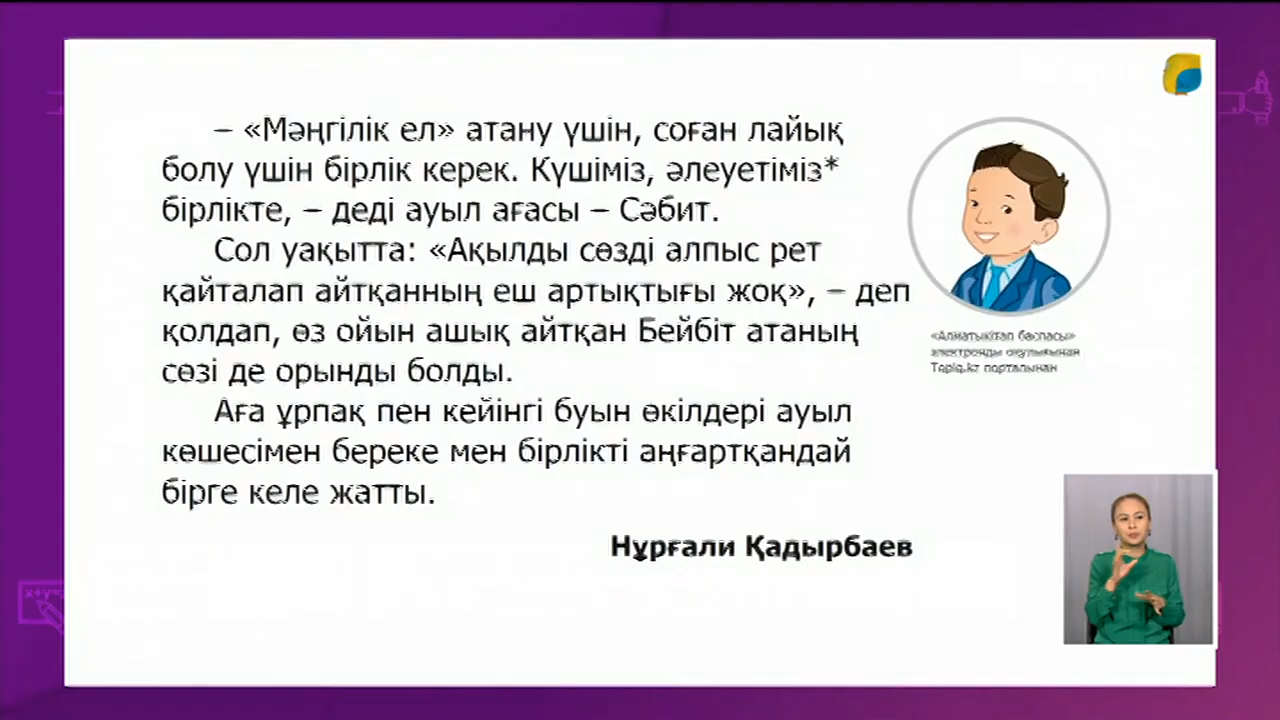 – «Мәңгілік ел» атану үшін, соған лайық
болу үшін бірлік керек. Күшіміз, әлеуетіміз*
бірлікте, – деді ауыл ағасы – Сәбит.
Сол уақытта: «Ақылды сөзді алпыс рет
қайталап айтқанның еш артықтығы жоқ», – деп
қолдап, өз ойын ашық айтқан Бейбіт атаның
сөзі де орынды болды.
Аға ұрпақ пен кейінгі буын өкілдері ауыл
көшесімен береке мен бірлікті аңғартқандай
бірге келе жатты.
Нұрғали Қадырбаев
«Алматыкітап баспасы»
электронды оқулығынан
Topiq.kz порталынан